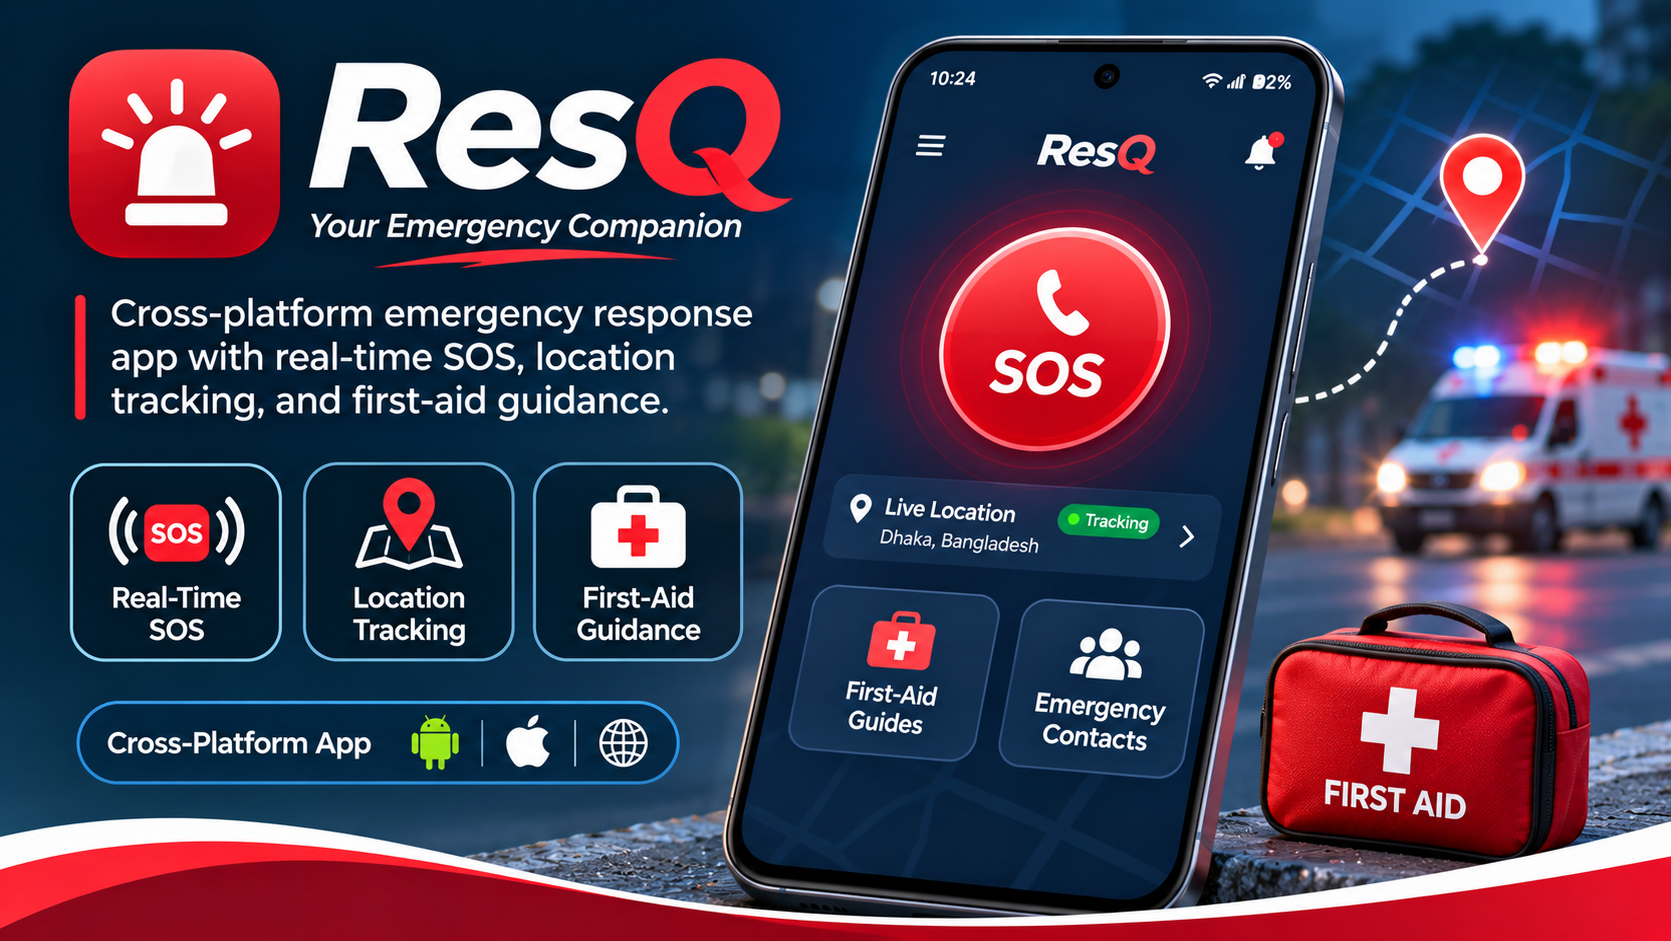 ResQ
Your Emergency Companion
Cross-platform emergency response
app with real-time SOS, location
tracking, and first-aid guidance.
SOS
Real-Time
SOS
Location
Tracking
First-Aid
Guidance
Cross-Platform App
10:24
ResQ
SOS
Live Location
Dhaka, Bangladesh
Tracking
First-Aid
Guides
Emergency
Contacts
FIRST AID